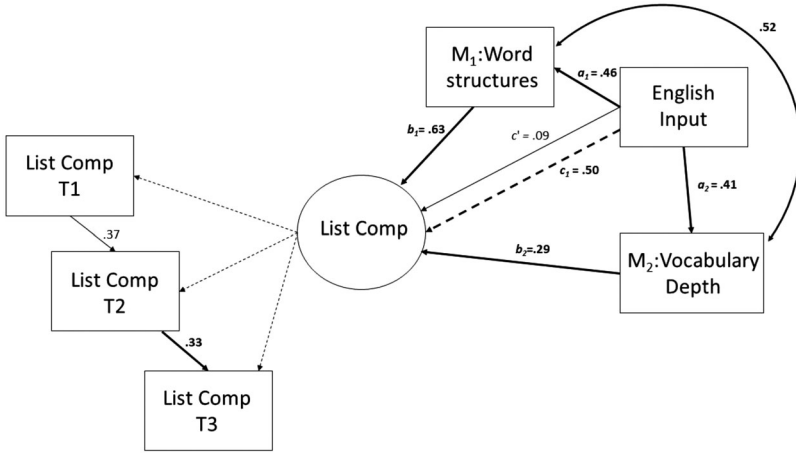 .52
M₁:Word
structures
a₁ = .46
English
Input
b₁= .63
c' = .09
c₁ = .50
a₂ = .41
List Comp
T1
.37
List Comp
b₂=.29
M₂:Vocabulary
Depth
List Comp
T2
.33
List Comp
T3